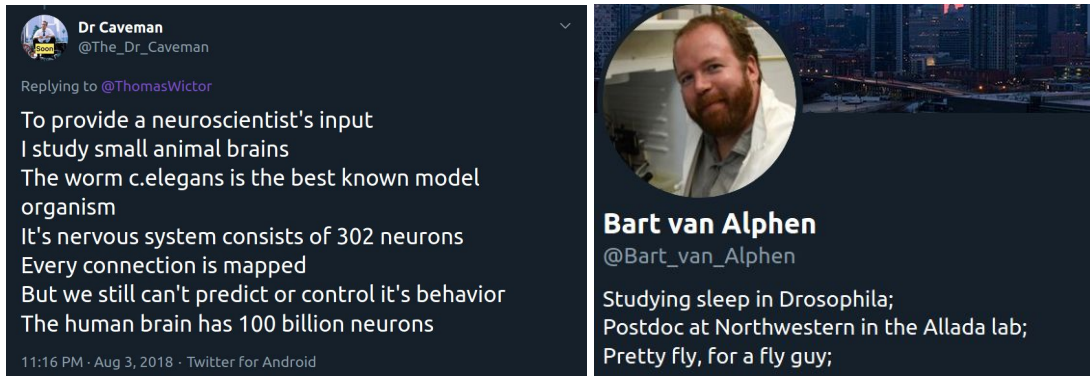 Dr Caveman
@The_Dr_Caveman
Soon
Replying to @ThomasWictor
To provide a neuroscientist's input
I study small animal brains
The worm c.elegans is the best known model
organism
It's nervous system consists of 302 neurons
Every connection is mapped
But we still can't predict or control it's behavior
The human brain has 100 billion neurons
11:16 PM · Aug 3, 2018 · Twitter for Android
Bart van Alphen
@Bart_van_Alphen
Studying sleep in Drosophila;
Postdoc at Northwestern in the Allada lab;
Pretty fly, for a fly guy;